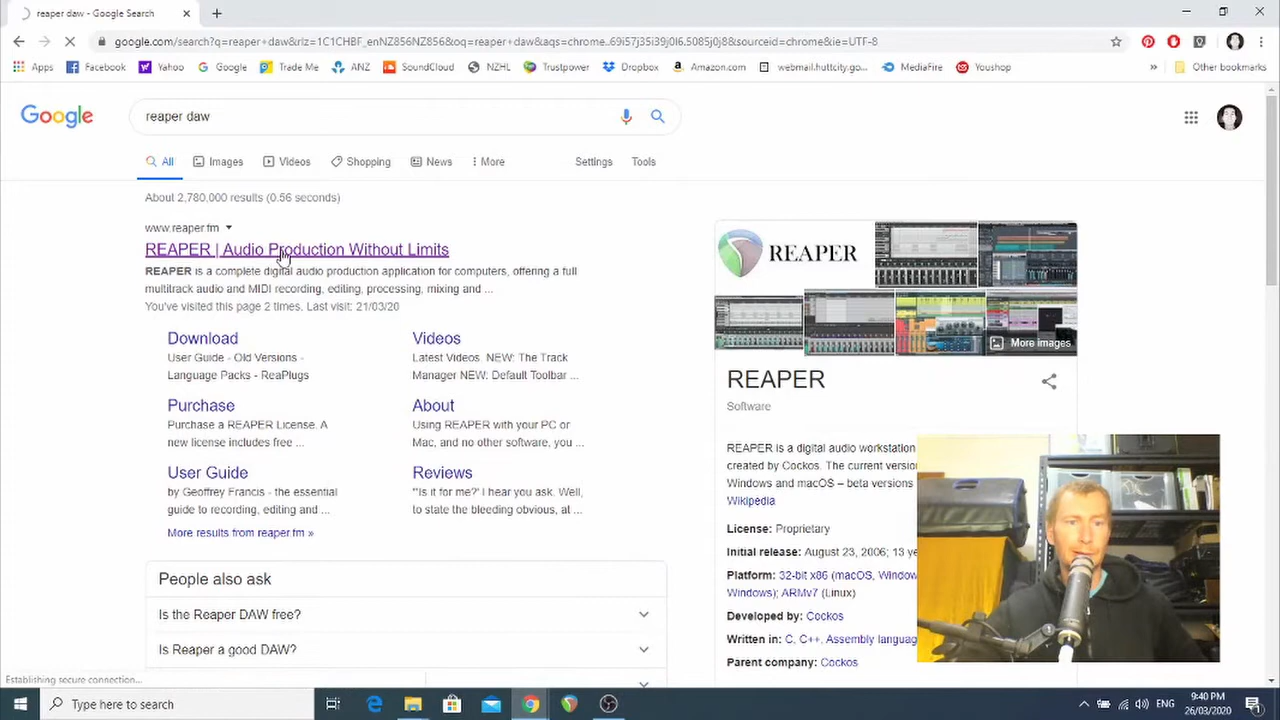 reaper daw - Google Search
google.com/search?q=reaper+daw&rlz=1C1CHBF_enNZ856NZ856&oq=reaper+daw&aqs=chrome..69i57j35i39j0l6.5085j0j8&sourceid=chrome&ie=UTF-8
Apps Facebook Yahoo Google Trade Me ANZ SoundCloud NZHL Trustpower Dropbox Amazon.com webmail.huttcity.go... MediaFire Youshop » Other bookmarks
Google
reaper daw
All Images Videos Shopping News More Settings Tools
About 2,780,000 results (0.56 seconds)
www.reaper.fm
REAPER | Audio Production Without Limits
REAPER is a complete digital audio production application for computers, offering a full
multitrack audio and MIDI recording, editing, processing, mixing and ...
You've visited this page 2 times. Last visit: 21/03/20
Download
User Guide - Old Versions -
Language Packs - ReaPlugs
Videos
Latest Videos. NEW: The Track
Manager NEW: Default Toolbar ...
Purchase
Purchase a REAPER License. A
new license includes free ...
About
Using REAPER with your PC or
Mac, and no other software, you ...
User Guide
by Geoffrey Francis - the essential
guide to recording, editing and ...
Reviews
"'Is it for me?' I hear you ask. Well,
to state the bleeding obvious, at ...
More results from reaper.fm »
People also ask
Is the Reaper DAW free?
Is Reaper a good DAW?
REAPER
More images
REAPER
Software
REAPER is a digital audio workstation
created by Cockos. The current version
Windows and macOS – beta versions
Wikipedia
License: Proprietary
Initial release: August 23, 2006; 13 ye
Platform: 32-bit x86 (macOS, Window
Windows); ARMv7 (Linux)
Developed by: Cockos
Written in: C, C++, Assembly languag
Parent company: Cockos
Establishing secure connection...
Type here to search
ENG
9:40 PM
26/03/2020